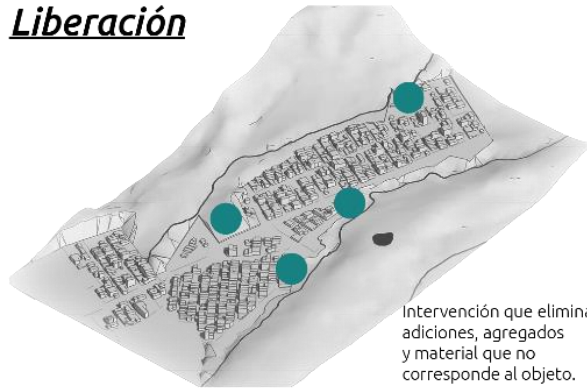 Liberación
Intervención que elimina
adiciones, agregados
y material que no
corresponde al objeto.